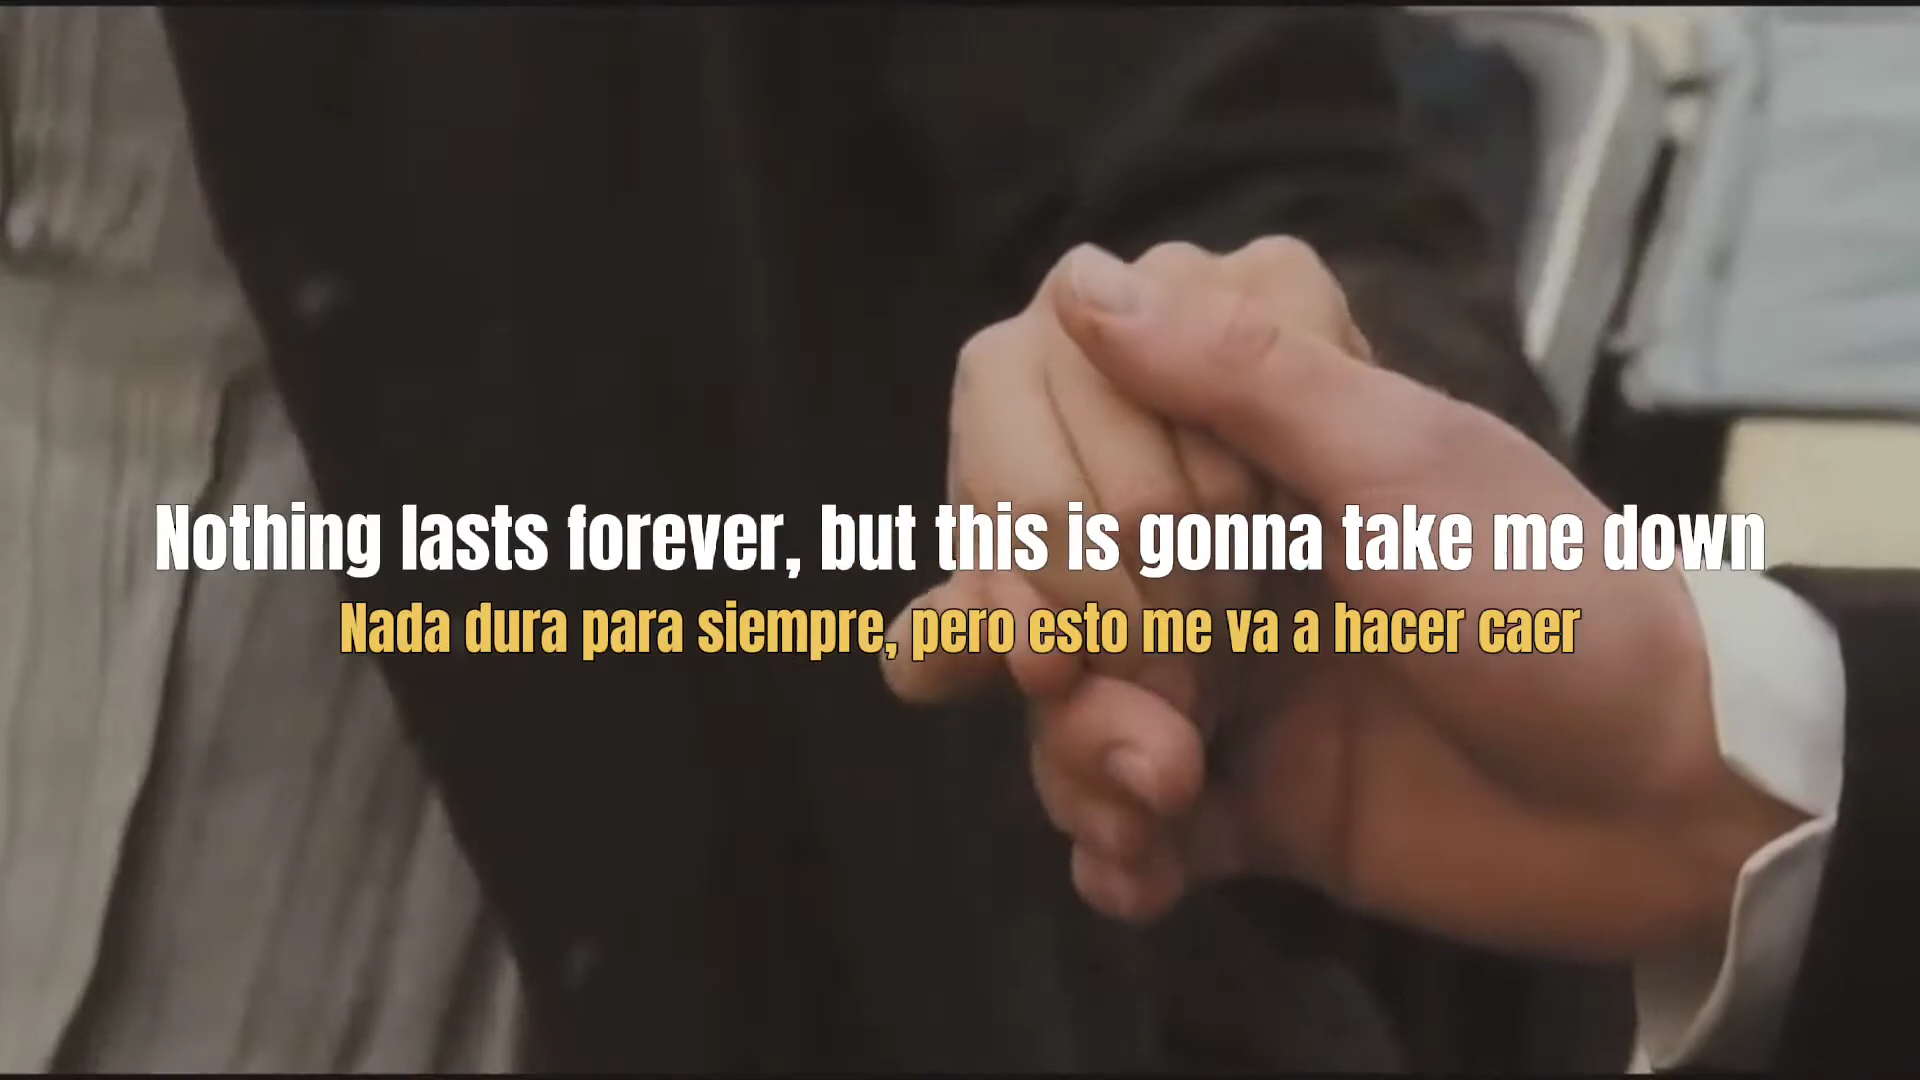 Nothing lasts forever, but this is gonna take me down
Nada dura para siempre, pero esto me va a hacer caer